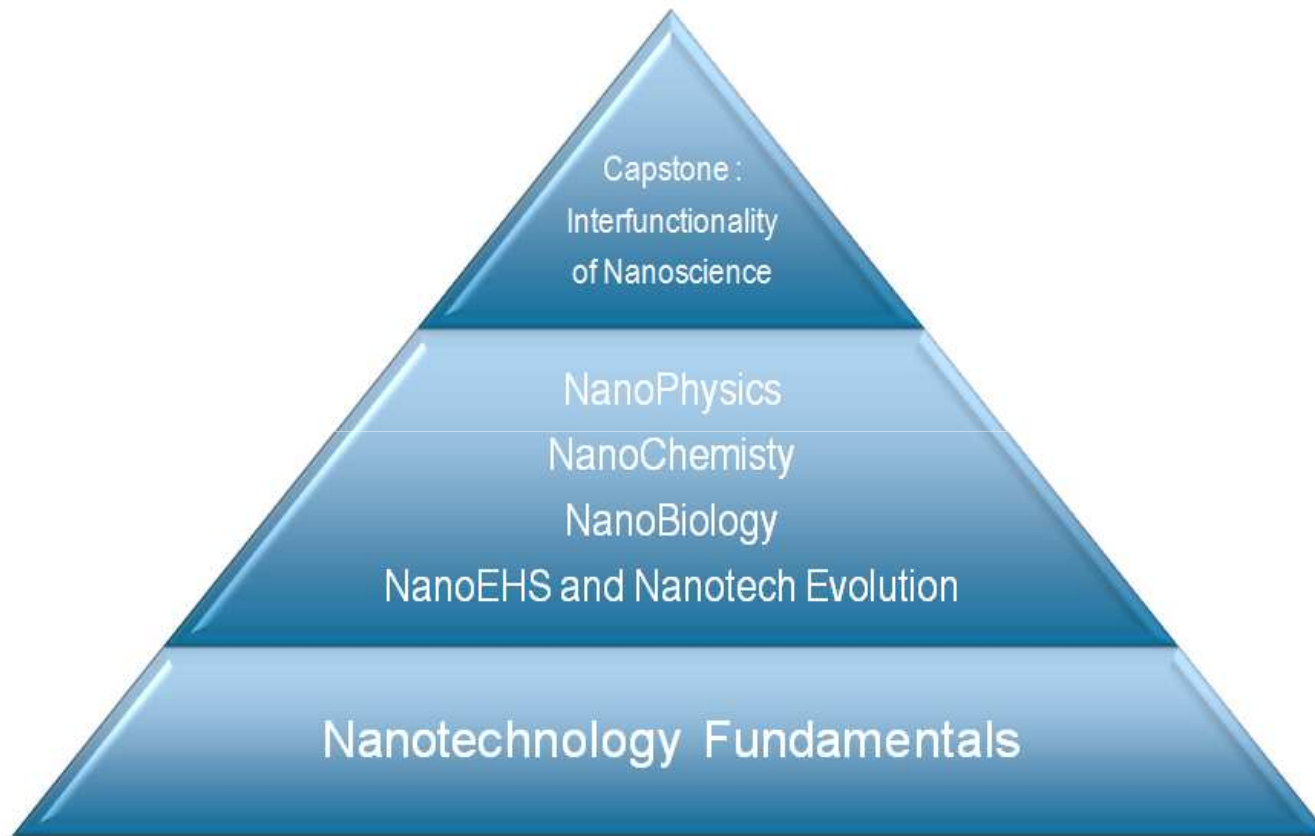 Capstone :
Interfunctionality
of Nanoscience
NanoPhysics
NanoChemisty
NanoBiology
NanoEHS and Nanotech Evolution
Nanotechnology Fundamentals